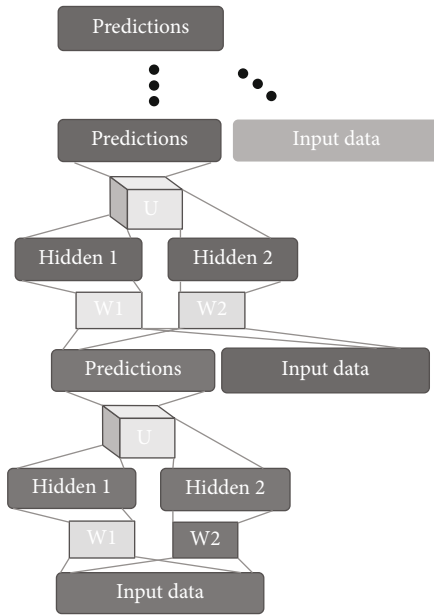 Predictions
Predictions
Input data
U
Hidden 1
Hidden 2
W1
W2
Predictions
Input data
U
Hidden 1
Hidden 2
W1
W2
Input data